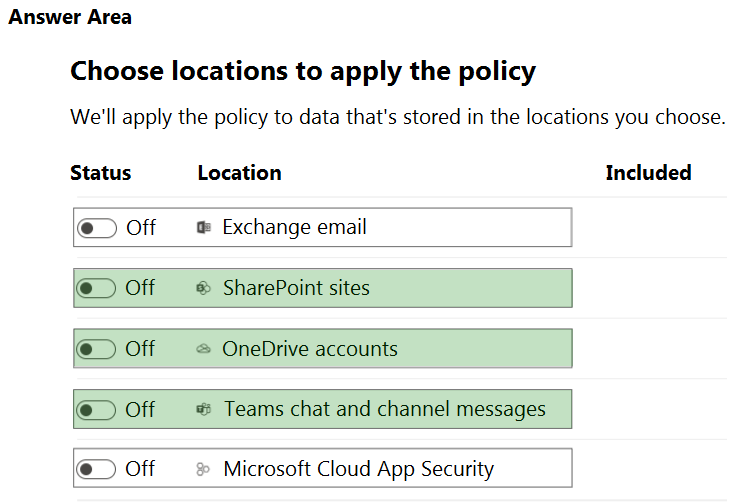 Answer Area
Choose locations to apply the policy
We'll apply the policy to data that's stored in the locations you choose.
Status Location Included
Off Exchange email
Off SharePoint sites
Off OneDrive accounts
Off Teams chat and channel messages
Off Microsoft Cloud App Security